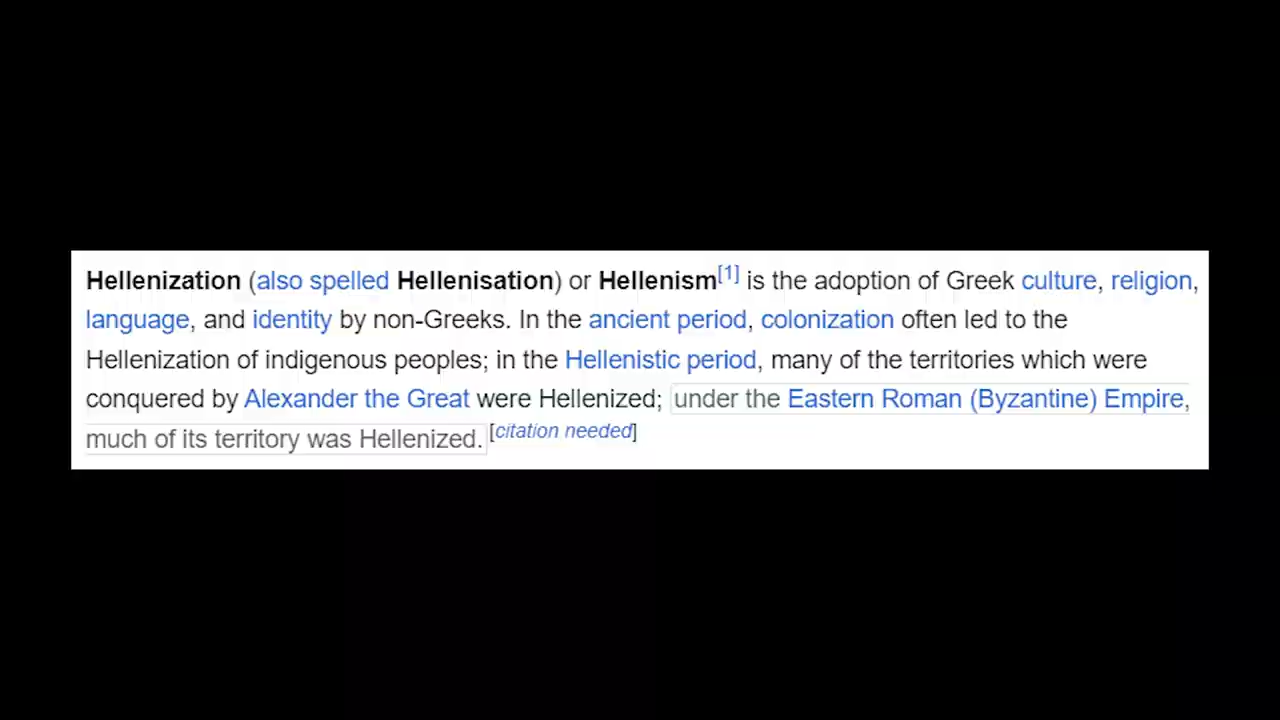 Hellenization (also spelled Hellenisation) or Hellenism[1] is the adoption of Greek culture, religion,
language, and identity by non-Greeks. In the ancient period, colonization often led to the
Hellenization of indigenous peoples; in the Hellenistic period, many of the territories which were
conquered by Alexander the Great were Hellenized; under the Eastern Roman (Byzantine) Empire,
much of its territory was Hellenized.[citation needed]